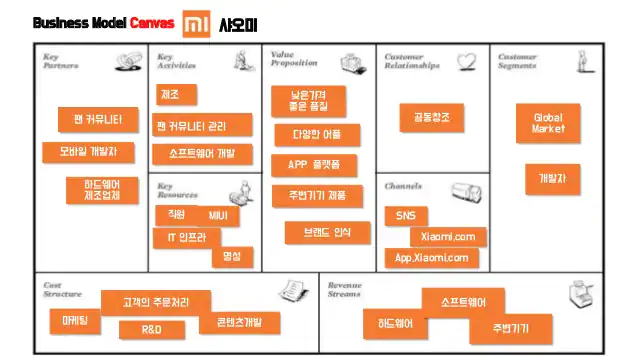 Business Model Canvas mi 샤오미
Key
Partners
팬 커뮤니티
모바일 개발자
하드웨어
제조업체
Key
Activities
제조
팬 커뮤니티 관리
소프트웨어 개발
Key
Resources
직원
MIUI
IT 인프라
명성
Value
Proposition
낮은가격
좋은 품질
다양한 어플
APP 플랫폼
주변기기 제품
브랜드 인식
Customer
Relationships
공동창조
Channels
SNS
Xiaomi.com
App.Xiaomi.com
Customer
Segments
Global
Market
개발자
Cost
Structure
고객의 주문처리
마케팅
R&D
콘텐츠개발
Revenue
Streams
소프트웨어
하드웨어
주변기기